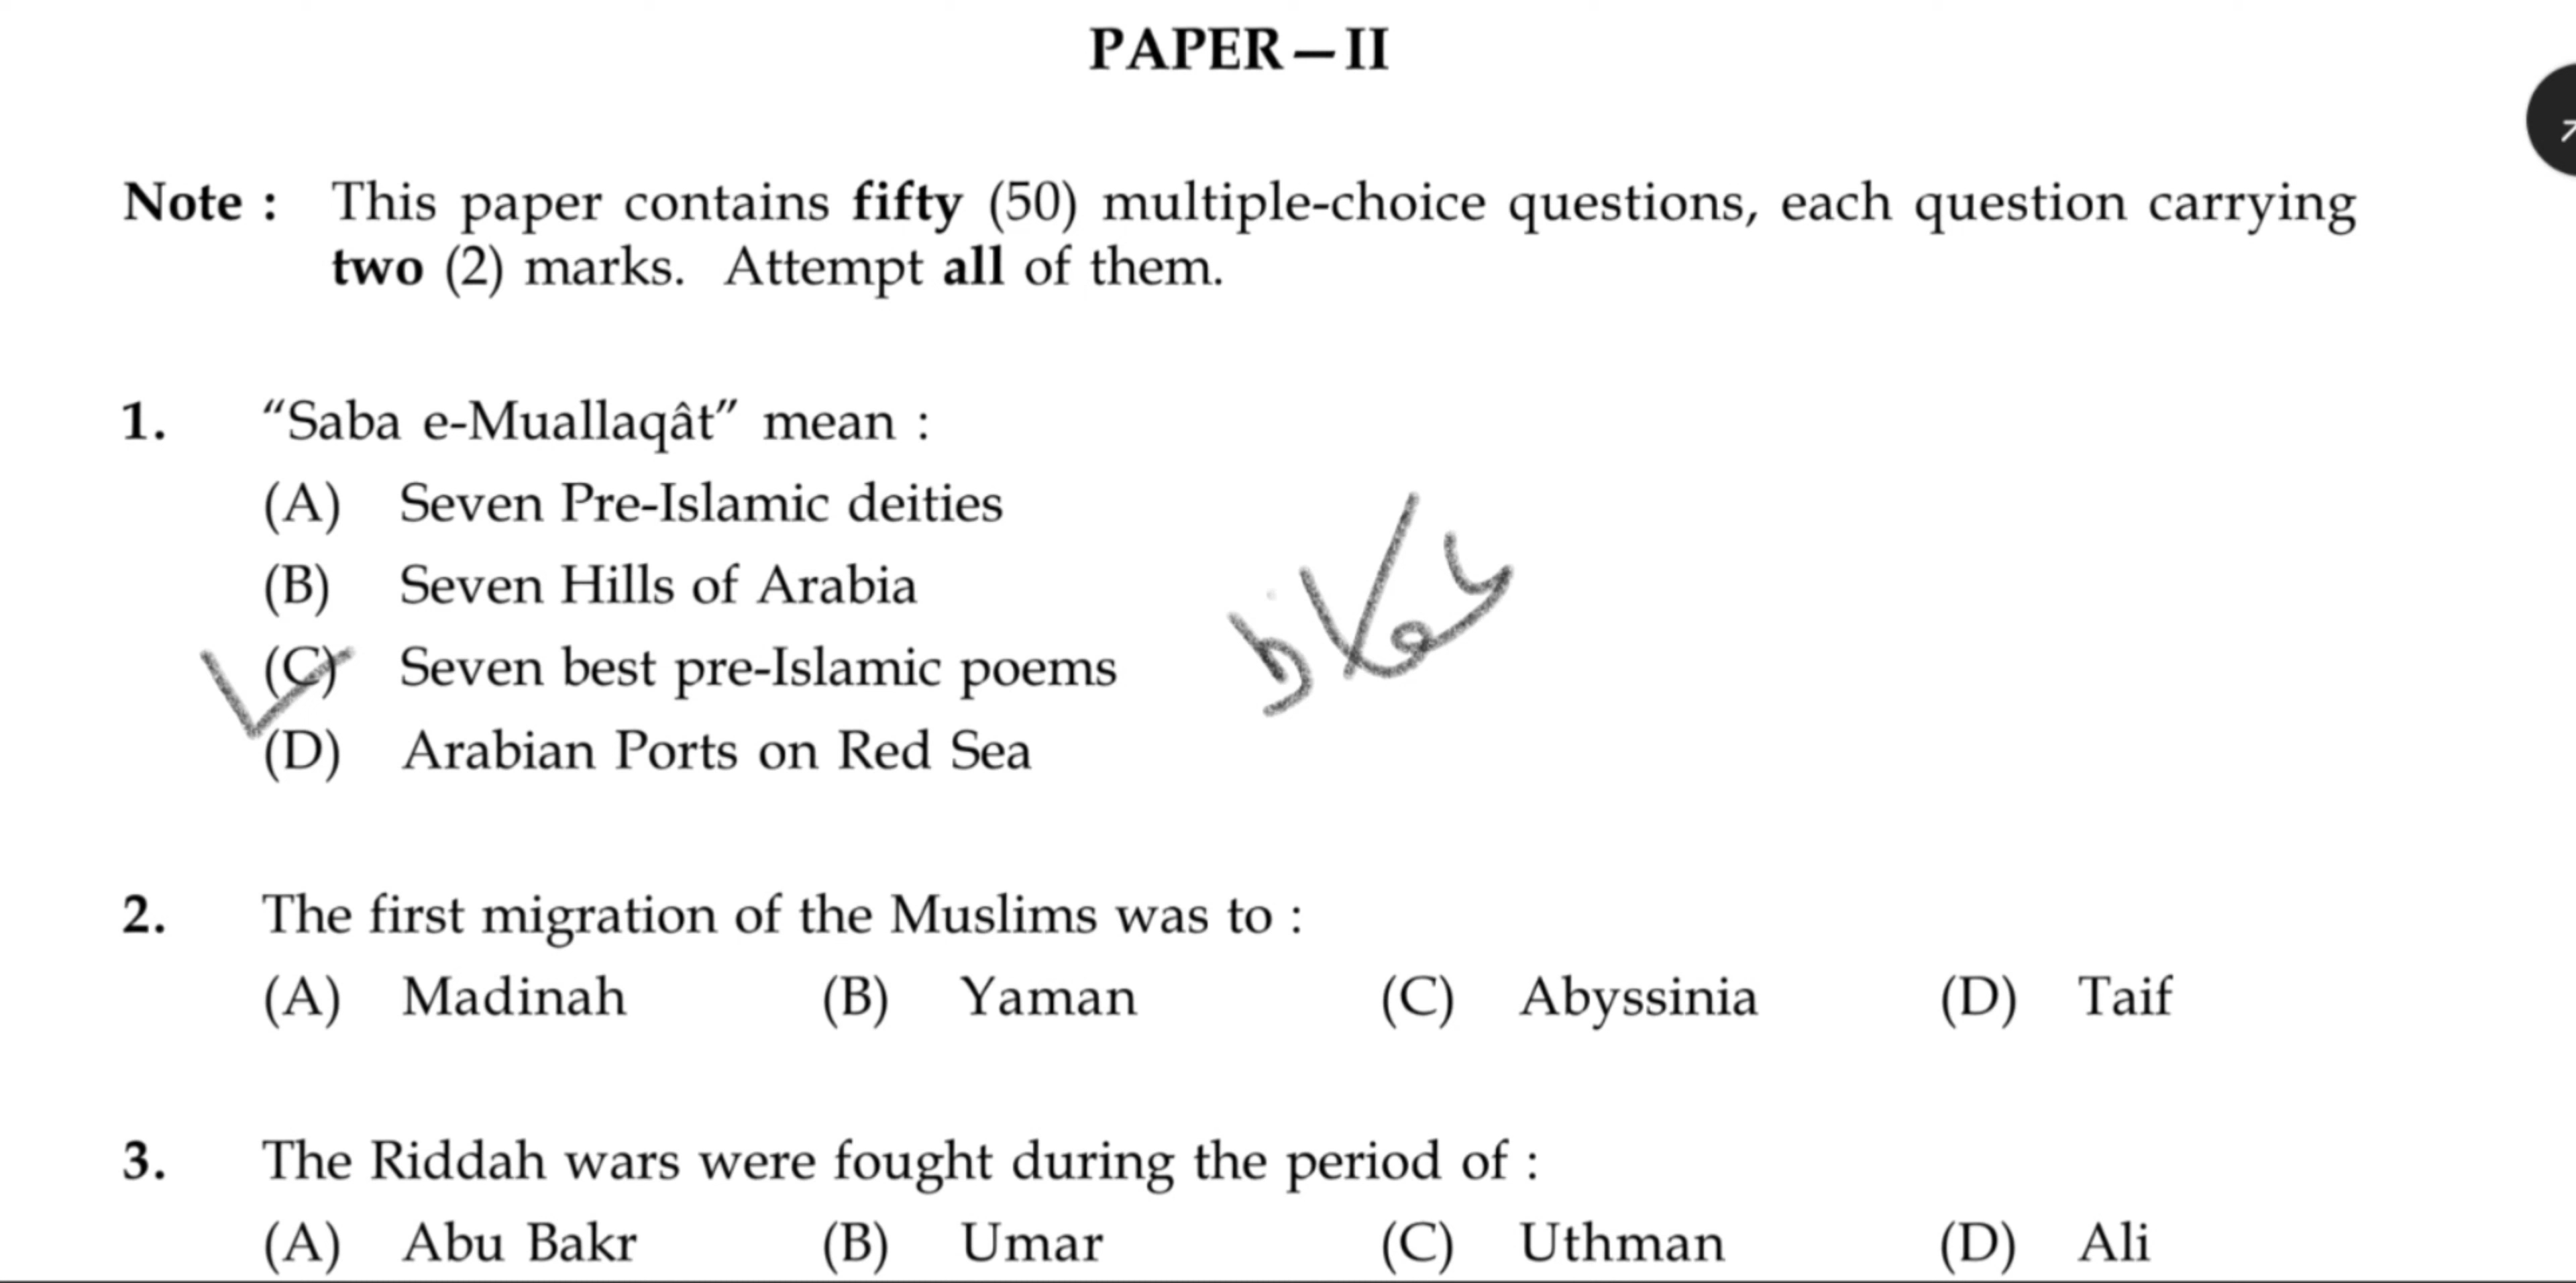 PAPER—II
Note : This paper contains fifty (50) multiple-choice questions, each question carrying
two (2) marks. Attempt all of them.
1. “Saba e-Muallaqât” mean :
(A) Seven Pre-Islamic deities
(B) Seven Hills of Arabia
(C) Seven best pre-Islamic poems
(D) Arabian Ports on Red Sea
2. The first migration of the Muslims was to :
(A) Madinah (B) Yaman (C) Abyssinia (D) Taif
3. The Riddah wars were fought during the period of :
(A) Abu Bakr (B) Umar (C) Uthman (D) Ali